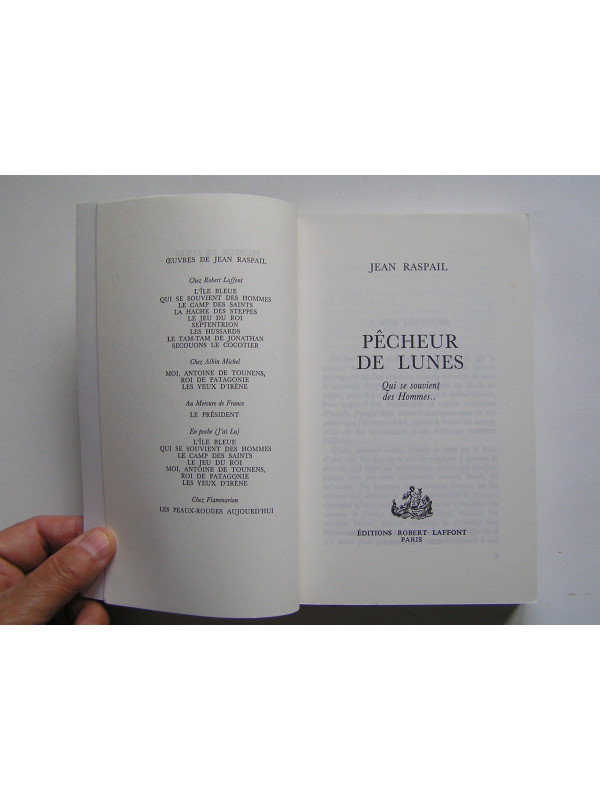 ŒUVRES DE JEAN RASPAIL
Chez Robert Laffont
L'ÎLE BLEUE
QUI SE SOUVIENT DES HOMMES
LE CAMP DES SAINTS
LA HACHE DES STEPPES
LE JEU DU ROI
SEPTENTRION
LES HUSSARDS
LE TAM-TAM DE JONATHAN
SECOUONS LE COCOTIER
Chez Albin Michel
MOI, ANTOINE DE TOUNENS,
ROI DE PATAGONIE
LES YEUX D'IRÈNE
Au Mercure de France
LE PRÉSIDENT
En poche (J'ai Lu)
L'ÎLE BLEUE
QUI SE SOUVIENT DES HOMMES
LE CAMP DES SAINTS
LE JEU DU ROI
MOI, ANTOINE DE TOUNENS,
ROI DE PATAGONIE
LES YEUX D'IRÈNE
Chez Flammarion
LES PEAUX-ROUGES AUJOURD'HUI
JEAN RASPAIL
PÊCHEUR
DE LUNES
Qui se souvient
des Hommes..
ÉDITIONS ROBERT LAFFONT
PARIS